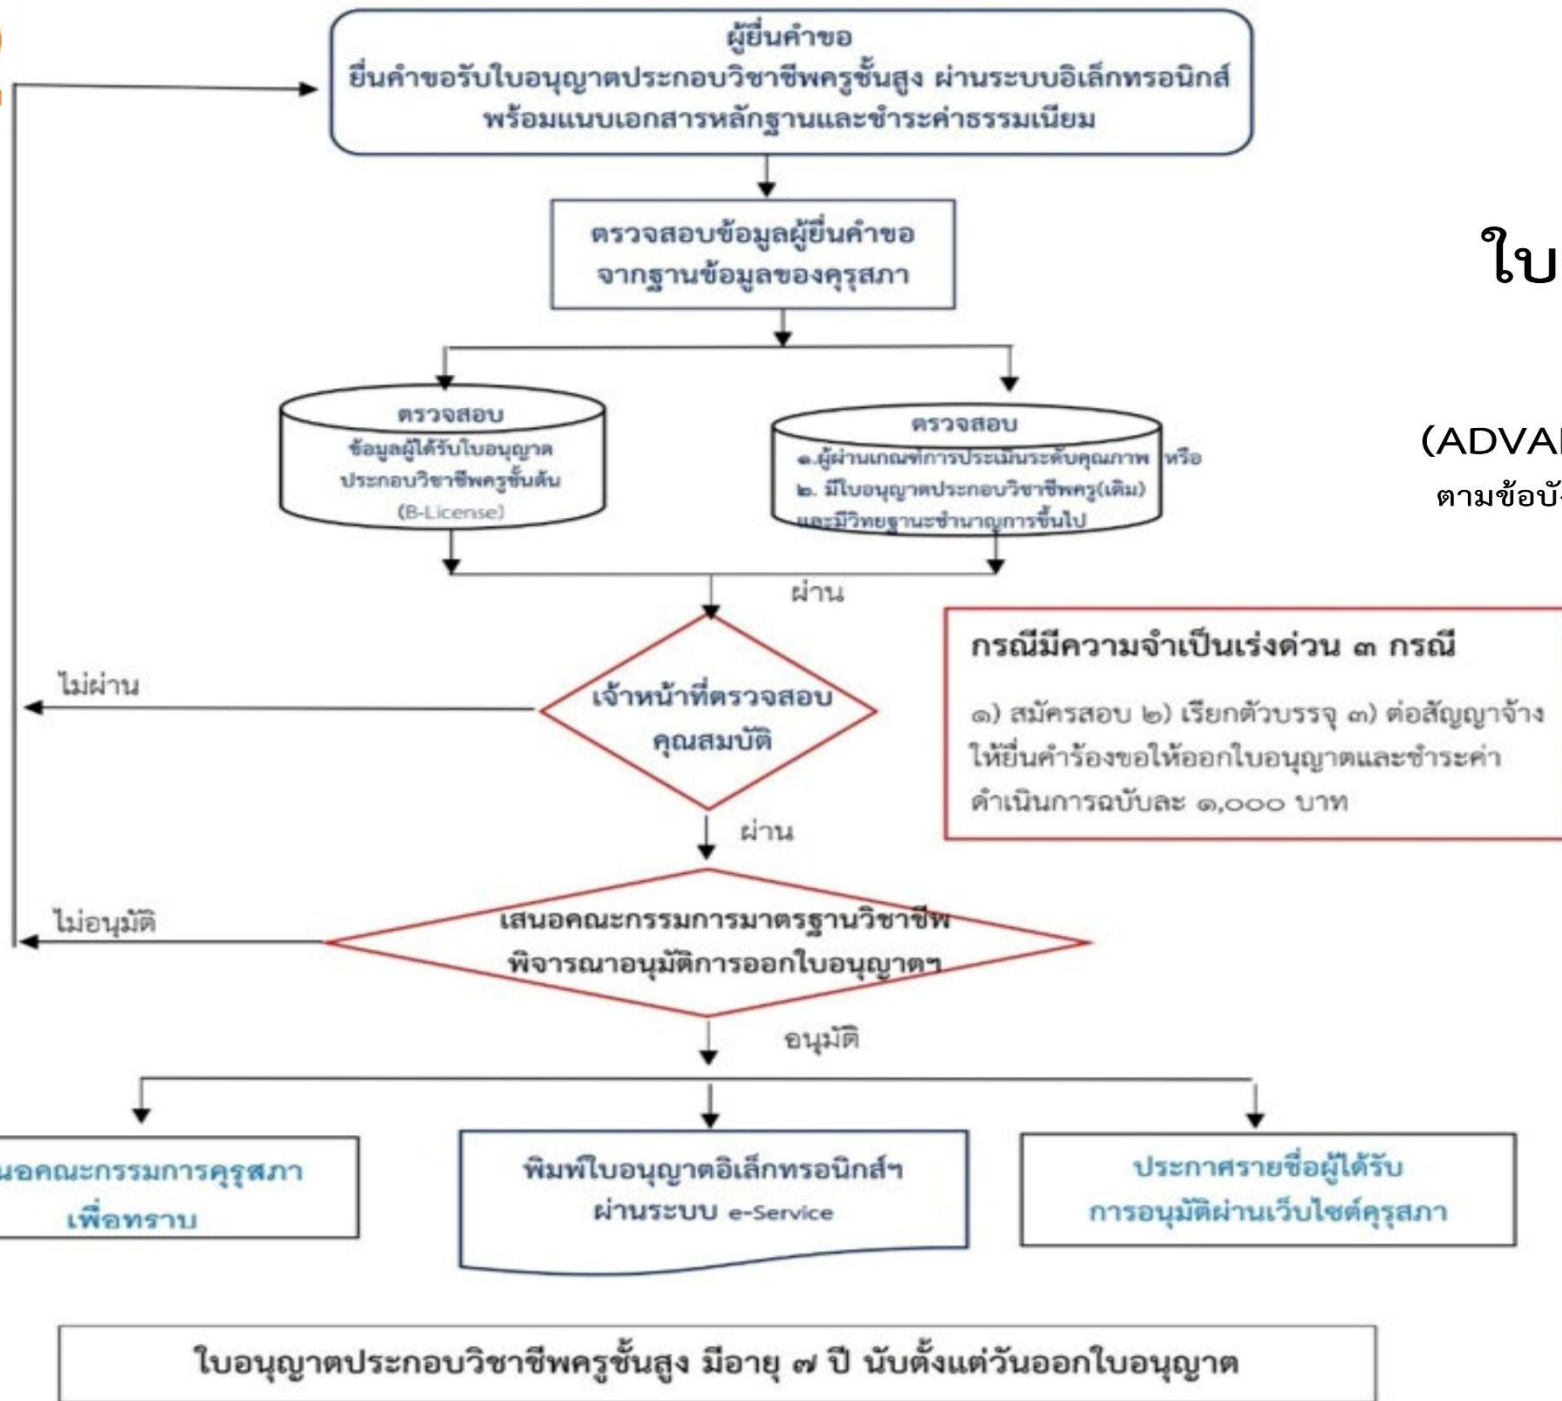 ผู้ยื่นคำขอ
ยื่นคำขอรับใบอนุญาตประกอบวิชาชีพครูชั้นสูง ผ่านระบบอิเล็กทรอนิกส์
พร้อมแนบเอกสารหลักฐานและชำระค่าธรรมเนียม
ตรวจสอบข้อมูลผู้ยื่นคำขอ
จากฐานข้อมูลของคุรุสภา
ใบ
ตรวจสอบ
ข้อมูลผู้ได้รับใบอนุญาต
ประกอบวิชาชีพครูชั้นต้น
(B-License)
ตรวจสอบ
๑.ผู้ผ่านเกณฑ์การประเมินระดับคุณภาพ หรือ
๒. มีใบอนุญาตประกอบวิชาชีพครู(เดิม)
และมีวิทยฐานะชำนาญการขึ้นไป
(ADVA
ตามข้อบั
ผ่าน
เจ้าหน้าที่ตรวจสอบ
คุณสมบัติ
ไม่ผ่าน
กรณีมีความจำเป็นเร่งด่วน ๓ กรณี
๑) สมัครสอบ ๒) เรียกตัวบรรจุ ๓) ต่อสัญญาจ้าง
ให้ยื่นคำร้องขอให้ออกใบอนุญาตและชำระค่า
ดำเนินการฉบับละ ๑,๐๐๐ บาท
ผ่าน
เสนอคณะกรรมการมาตรฐานวิชาชีพ
พิจารณาอนุมัติการออกใบอนุญาตฯ
ไม่อนุมัติ
อนุมัติ
นอคณะกรรมการคุรุสภา
เพื่อทราบ
พิมพ์ใบอนุญาตอิเล็กทรอนิกส์ฯ
ผ่านระบบ e-Service
ประกาศรายชื่อผู้ได้รับ
การอนุมัติผ่านเว็บไซต์คุรุสภา
ใบอนุญาตประกอบวิชาชีพครูชั้นสูง มีอายุ ๗ ปี นับตั้งแต่วันออกใบอนุญาต